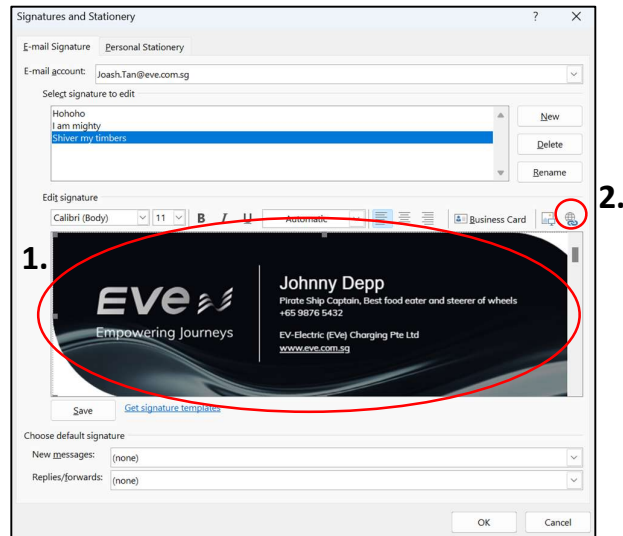 Signatures and Stationery ? X
E-mail Signature Personal Stationery
E-mail account: Joash.Tan@eve.com.sg
Select signature to edit
Hohoho
I am mighty
Shiver my timbers
New
Delete
Rename
Edit signature
2.
Calibri (Body) 11 B I U Automatic Business Card
1.
EVe
Empowering Journeys
Johnny Depp
Pirate Ship Captain, Best food eater and steerer of wheels
+65 9876 5432
EV-Electric (EVe) Charging Pte Ltd
www.eve.com.sg
Save Get signature templates
Choose default signature
New messages: (none)
Replies/forwards: (none)
OK Cancel